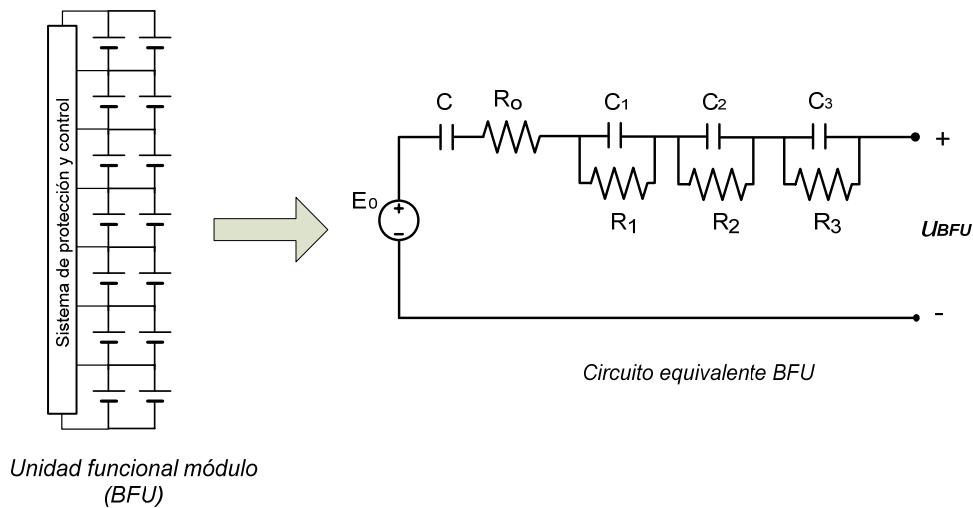 Sistema de protección y control
Unidad funcional módulo
(BFU)
C
Ro
C1
C2
C3
R1
R2
R3
E0
+
-
+
uBFU
-
Circuito equivalente BFU